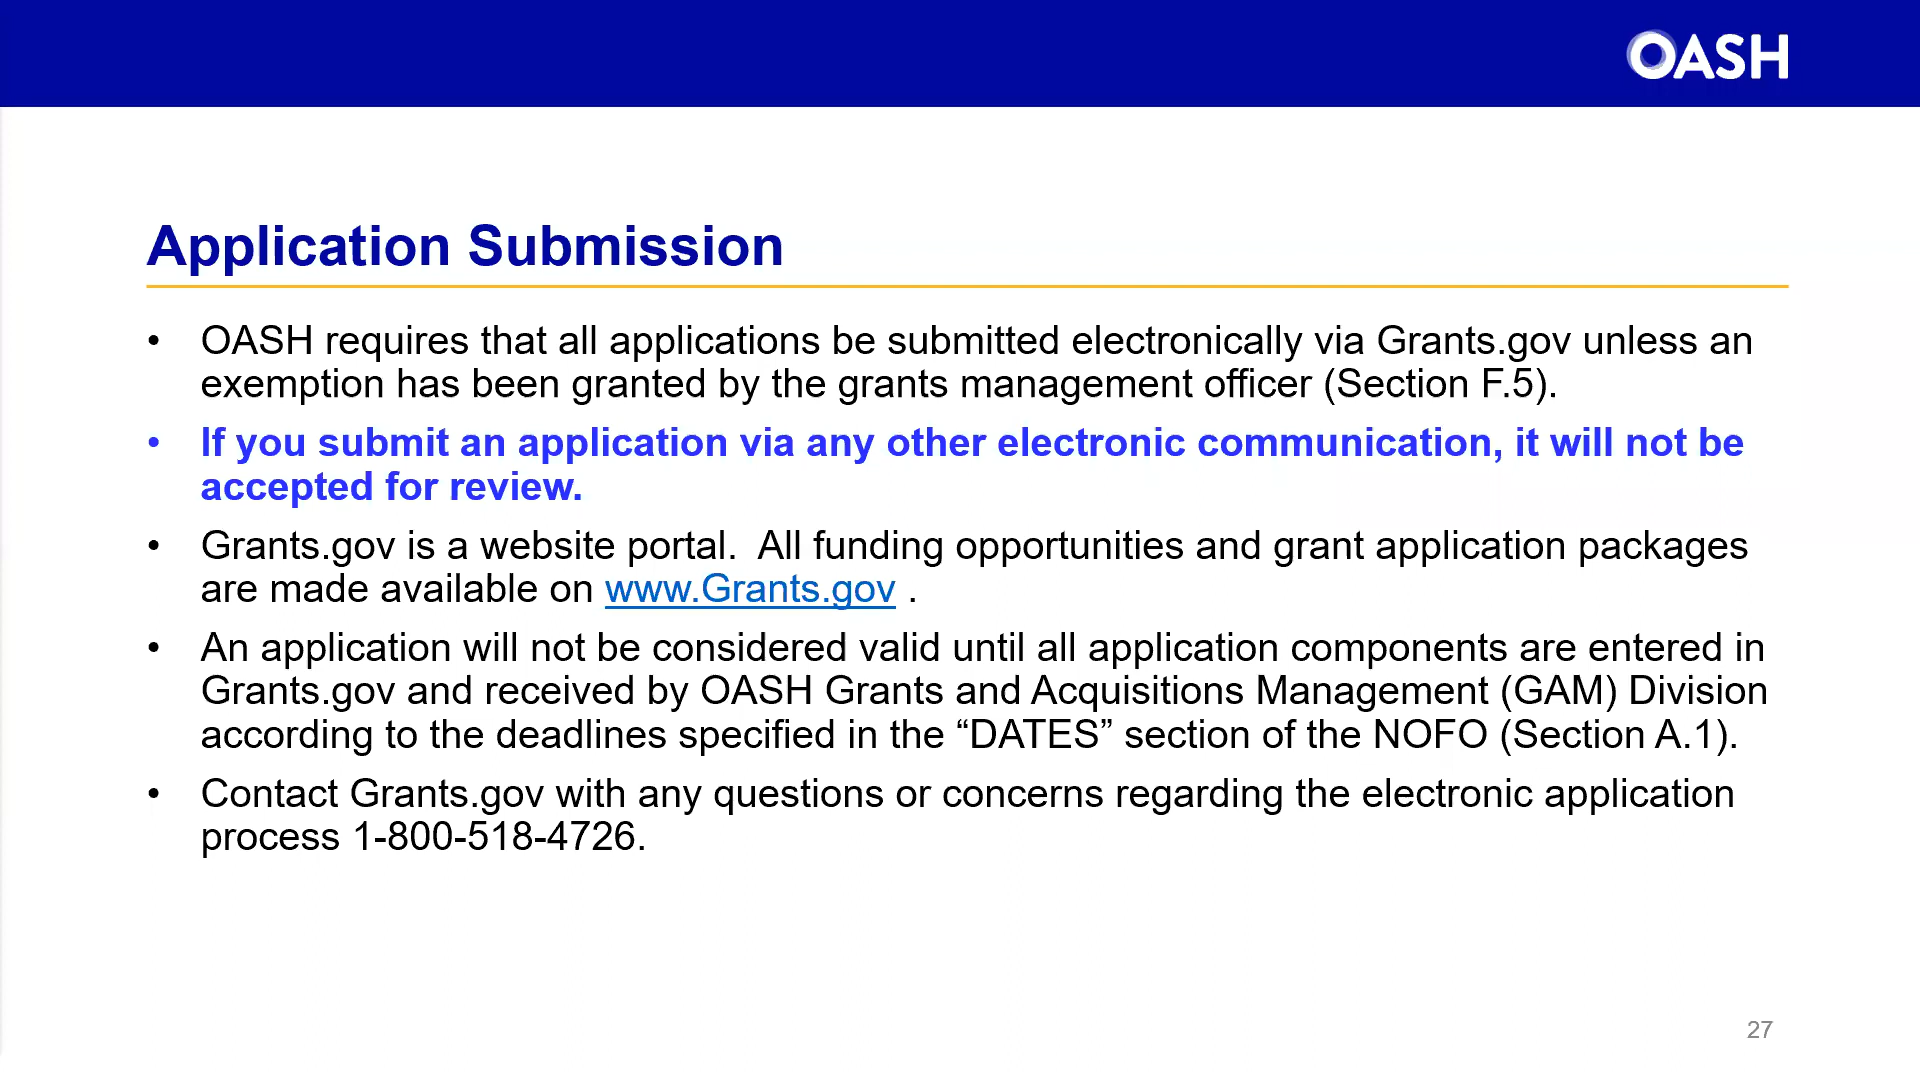 OASH
Application Submission
• OASH requires that all applications be submitted electronically via Grants.gov unless an
exemption has been granted by the grants management officer (Section F.5).
• If you submit an application via any other electronic communication, it will not be
accepted for review.
• Grants.gov is a website portal.  All funding opportunities and grant application packages
are made available on www.Grants.gov .
• An application will not be considered valid until all application components are entered in
Grants.gov and received by OASH Grants and Acquisitions Management (GAM) Division
according to the deadlines specified in the “DATES” section of the NOFO (Section A.1).
• Contact Grants.gov with any questions or concerns regarding the electronic application
process 1-800-518-4726.
27